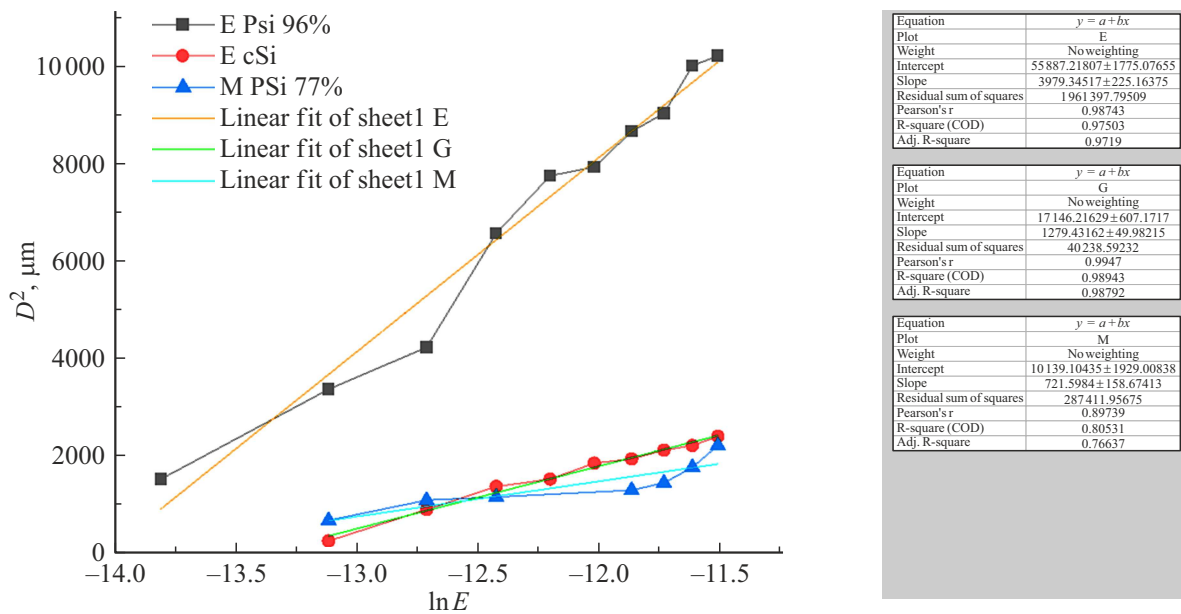 E Psi 96%
E cSi
M PSi 77%
Linear fit of sheet1 E
Linear fit of sheet1 G
Linear fit of sheet1 M
10 000
8000
6000
4000
2000
0
D², μm
–14.0 –13.5 –13.0 –12.5 –12.0 –11.5
ln E
Equation y = a + bx
Plot E
Weight No weighting
Intercept 55 887.21807 ± 1775.07655
Slope 3979.34517 ± 225.16375
Residual sum of squares 1 961 397.79509
Pearson's r 0.98743
R-square (COD) 0.97503
Adj. R-square 0.9719
Equation y = a + bx
Plot G
Weight No weighting
Intercept 17 146.21629 ± 607.1717
Slope 1279.43162 ± 49.98215
Residual sum of squares 40 238.59232
Pearson's r 0.9947
R-square (COD) 0.98943
Adj. R-square 0.98792
Equation y = a + bx
Plot M
Weight No weighting
Intercept 10 139.10435 ± 1929.00838
Slope 721.5984 ± 158.67413
Residual sum of squares 287 411.95675
Pearson's r 0.89739
R-square (COD) 0.80531
Adj. R-square 0.76637